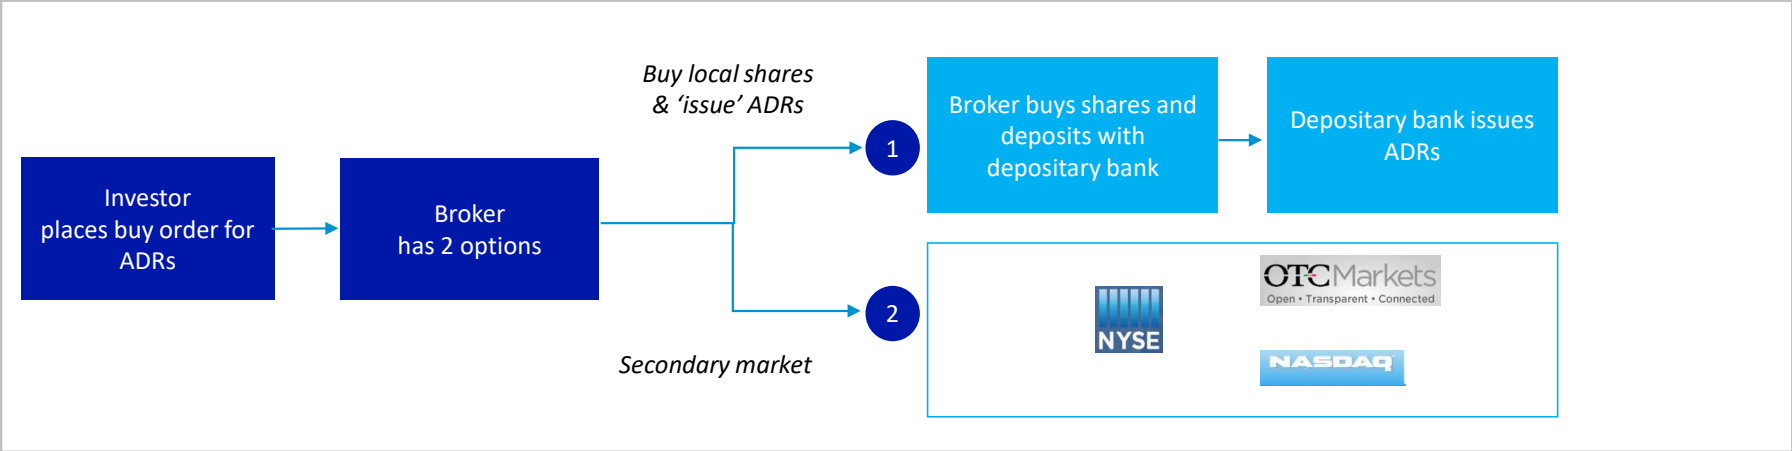 Investor
places buy order for
ADRs
Broker
has 2 options
Buy local shares
& ‘issue’ ADRs
1
Broker buys shares and
deposits with
depositary bank
Depositary bank issues
ADRs
Secondary market
2
NYSE
OTCMarkets
Open • Transparent • Connected
NASDAQ